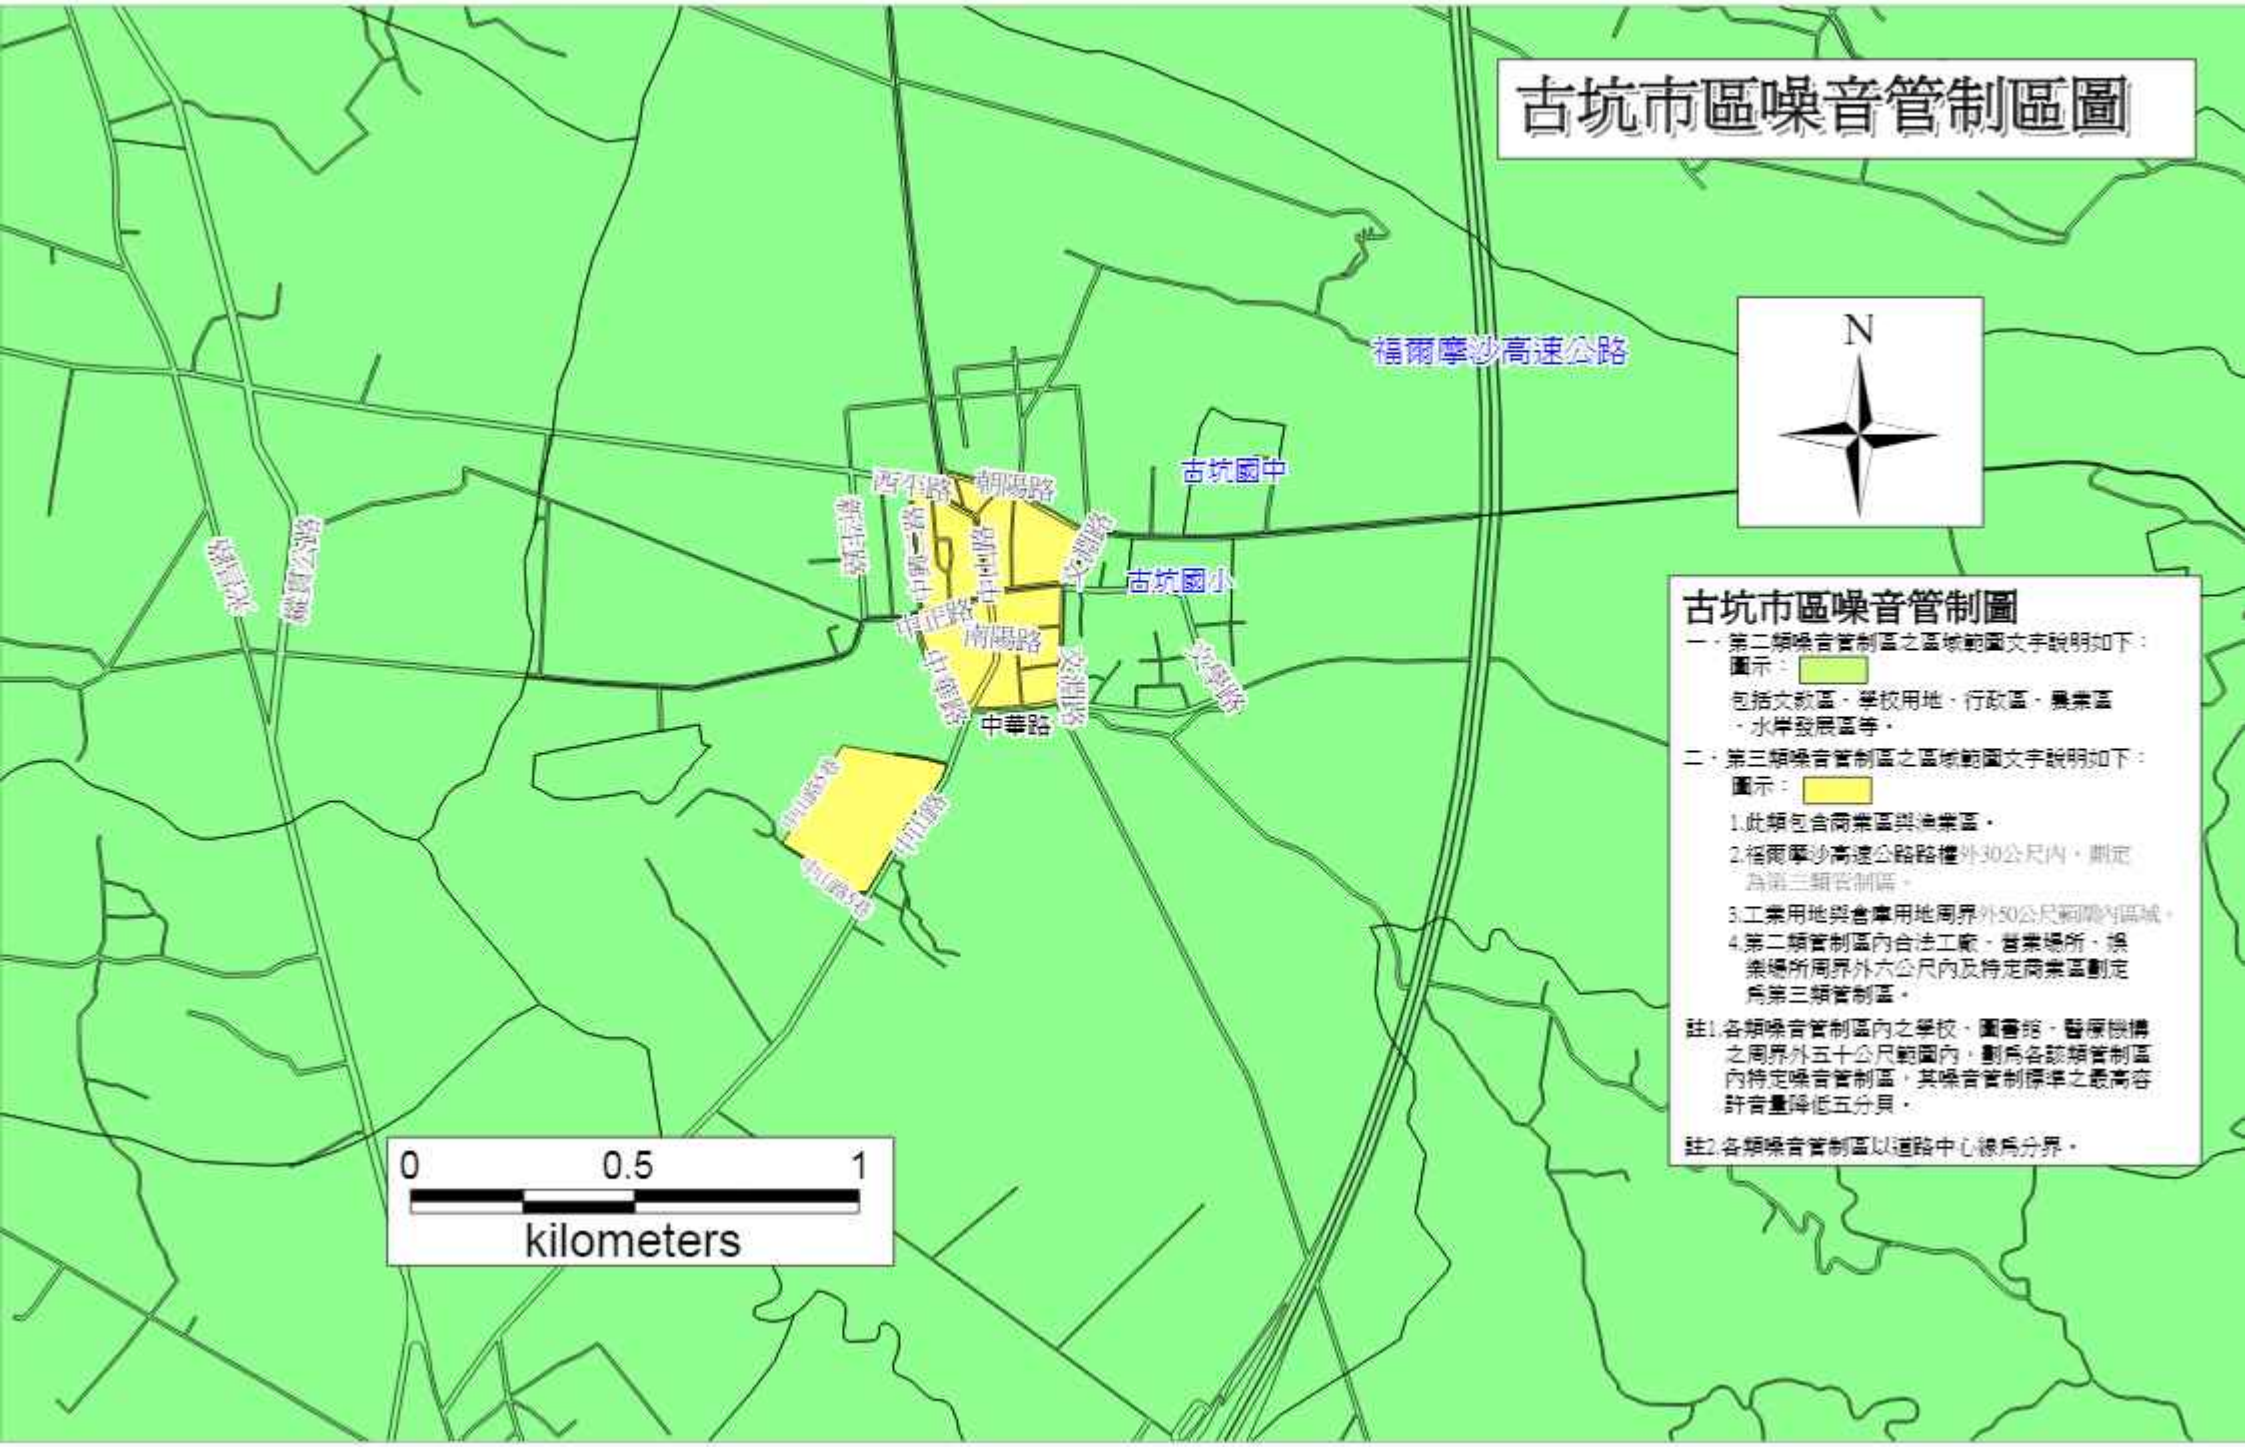 古坑市區噪音管制區圖
N
福爾摩沙高速公路
古坑國中
西平路
朝陽路
文淵路
縱貫公路
中山路
古坑國小
中正路
南陽路
文學路
中華路
文淵路
中華路
中山路
古坑市區噪音管制圖
一、第二類噪音管制區之區域範圍文字說明如下：
圖示：
包括文教區、學校用地、行政區、農業區
、水岸發展區等。
二、第三類噪音管制區之區域範圍文字說明如下：
圖示：
1.此類包含商業區與漁業區。
2.福爾摩沙高速公路路權外30公尺內，劃定
為第三類管制區。
3.工業用地與倉庫用地周界外50公尺範圍內區域。
4.第二類管制區內合法工廠、營業場所、娛
樂場所周界外六公尺內及特定商業區劃定
為第三類管制區。
註1.各類噪音管制區內之學校、圖書館、醫療機構
之周界外五十公尺範圍內，劃為各該類管制區
內特定噪音管制區，其噪音管制標準之最高容
許音量降低五分貝。
註2.各類噪音管制區以道路中心線為分界。
0 0.5 1
kilometers